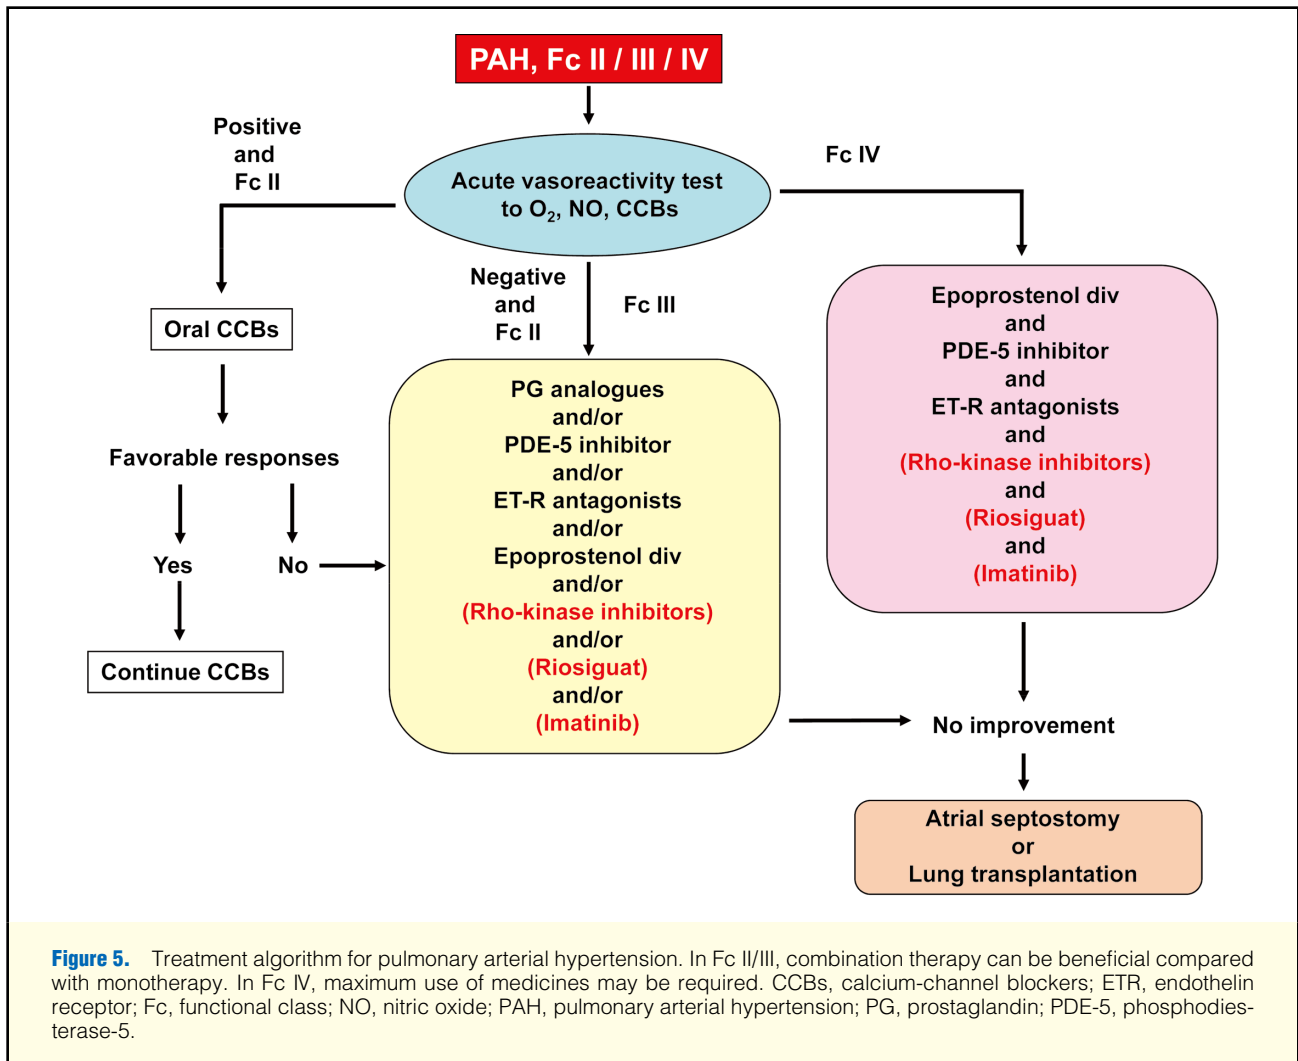 PAH, Fc II / III / IV
Positive
and
Fc II
Acute vasoreactivity test
to O2, NO, CCBs
Fc IV
Oral CCBs
Negative
and
Fc II
Fc III
Favorable responses
Yes
No
Continue CCBs
PG analogues
and/or
PDE-5 inhibitor
and/or
ET-R antagonists
and/or
Epoprostenol div
and/or
(Rho-kinase inhibitors)
and/or
(Riosiguat)
and/or
(Imatinib)
Epoprostenol div
and
PDE-5 inhibitor
and
ET-R antagonists
and
(Rho-kinase inhibitors)
and
(Riosiguat)
and
(Imatinib)
No improvement
Atrial septostomy
or
Lung transplantation
Figure 5. Treatment algorithm for pulmonary arterial hypertension. In Fc II/III, combination therapy can be beneficial compared
with monotherapy. In Fc IV, maximum use of medicines may be required. CCBs, calcium-channel blockers; ETR, endothelin
receptor; Fc, functional class; NO, nitric oxide; PAH, pulmonary arterial hypertension; PG, prostaglandin; PDE-5, phosphodies-
terase-5.